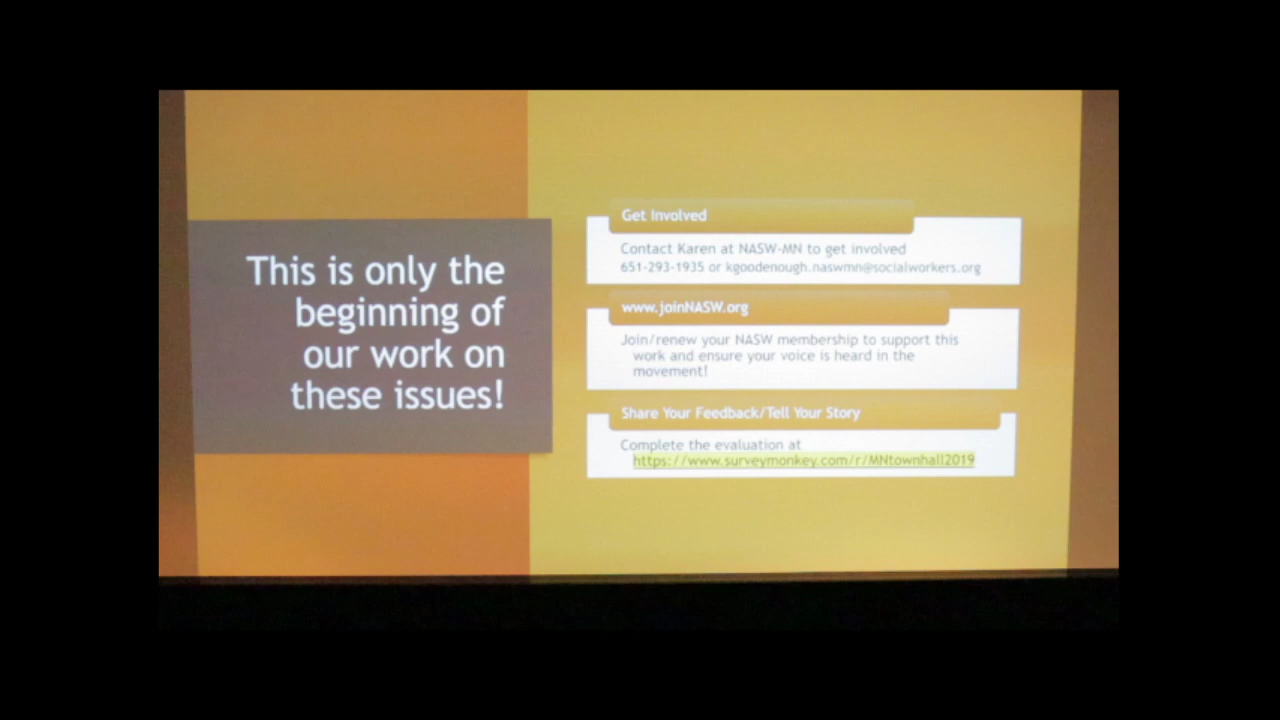 This is only the
beginning of
our work on
these issues!
Get Involved
Contact Karen at NASW-MN to get involved
651-293-1935 or kgoodenough.naswmn@socialworkers.org
www.joinNASW.org
Join/renew your NASW membership to support this
work and ensure your voice is heard in the
movement!
Share Your Feedback/Tell Your Story
Complete the evaluation at
https://www.surveymonkey.com/r/MNtownhall2019